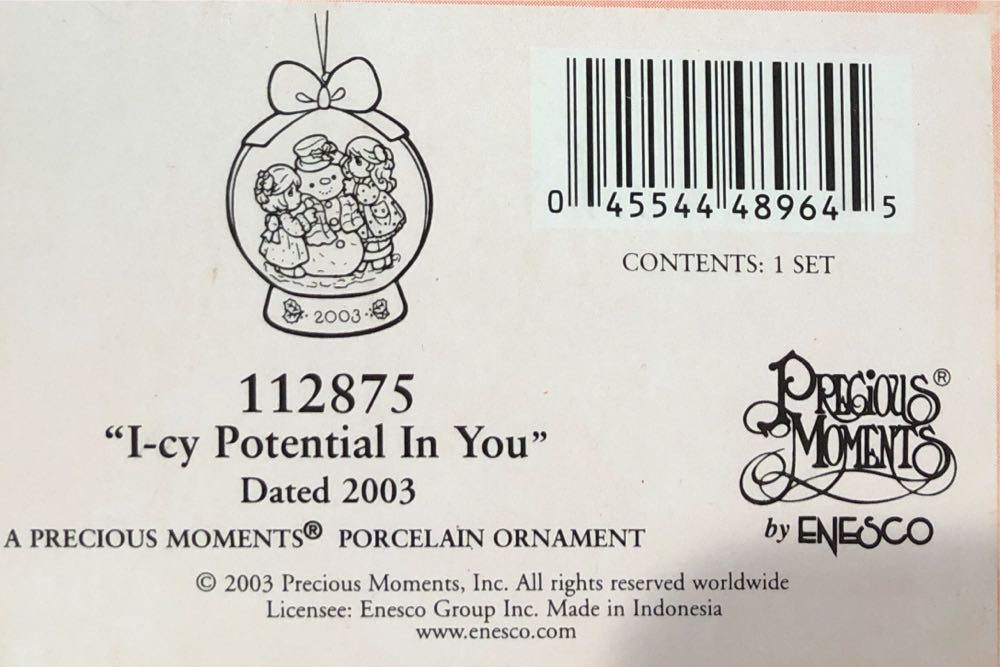 2003
0 45544 48964 5
CONTENTS: 1 SET
112875
“I-cy Potential In You”
Dated 2003
A PRECIOUS MOMENTS® PORCELAIN ORNAMENT
PRECIOUS®
MOMENTS
by ENESCO
© 2003 Precious Moments, Inc. All rights reserved worldwide
Licensee: Enesco Group Inc. Made in Indonesia
www.enesco.com